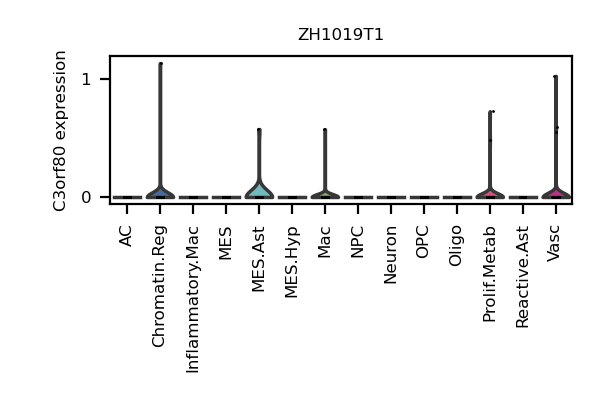 ZH1019T1
C3orf80 expression
1
0
AC
Chromatin.Reg
Inflammatory.Mac
MES
MES.Ast
MES.Hyp
Mac
NPC
Neuron
OPC
Oligo
Prolif.Metab
Reactive.Ast
Vasc